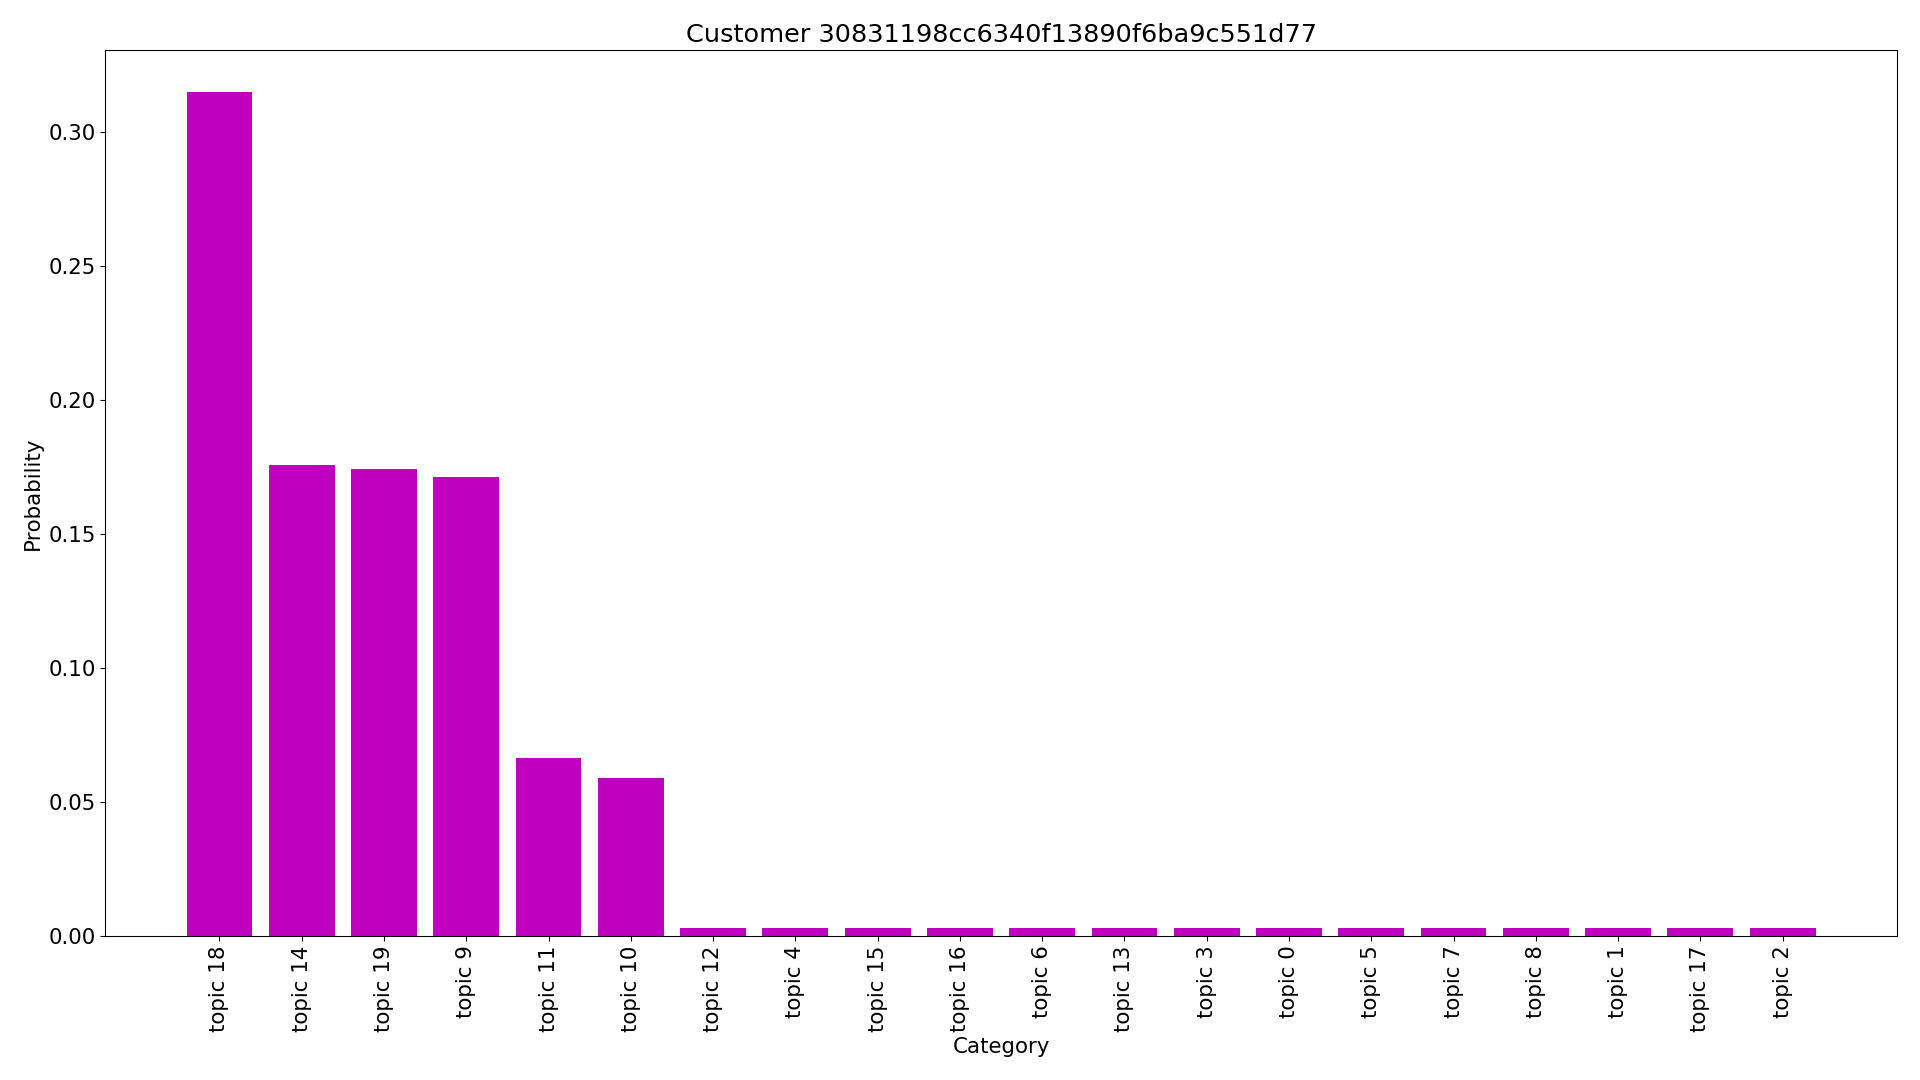 Customer 30831198cc6340f13890f6ba9c551d77
Probability
0.30
0.25
0.20
0.15
0.10
0.05
0.00
topic 18
topic 14
topic 19
topic 9
topic 11
topic 10
topic 12
topic 4
topic 15
topic 16
topic 6
topic 13
topic 3
topic 0
topic 5
topic 7
topic 8
topic 1
topic 17
topic 2
Category